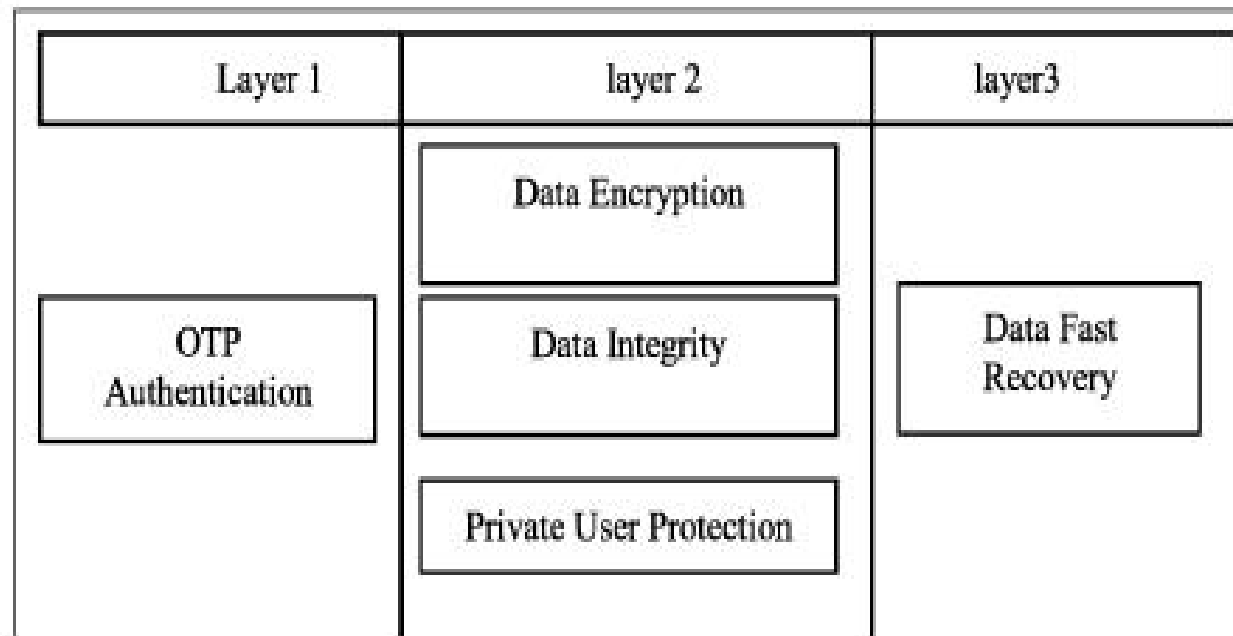 Layer 1
layer 2
layer3
Data Encryption
OTP
Authentication
Data Integrity
Data Fast
Recovery
Private User Protection